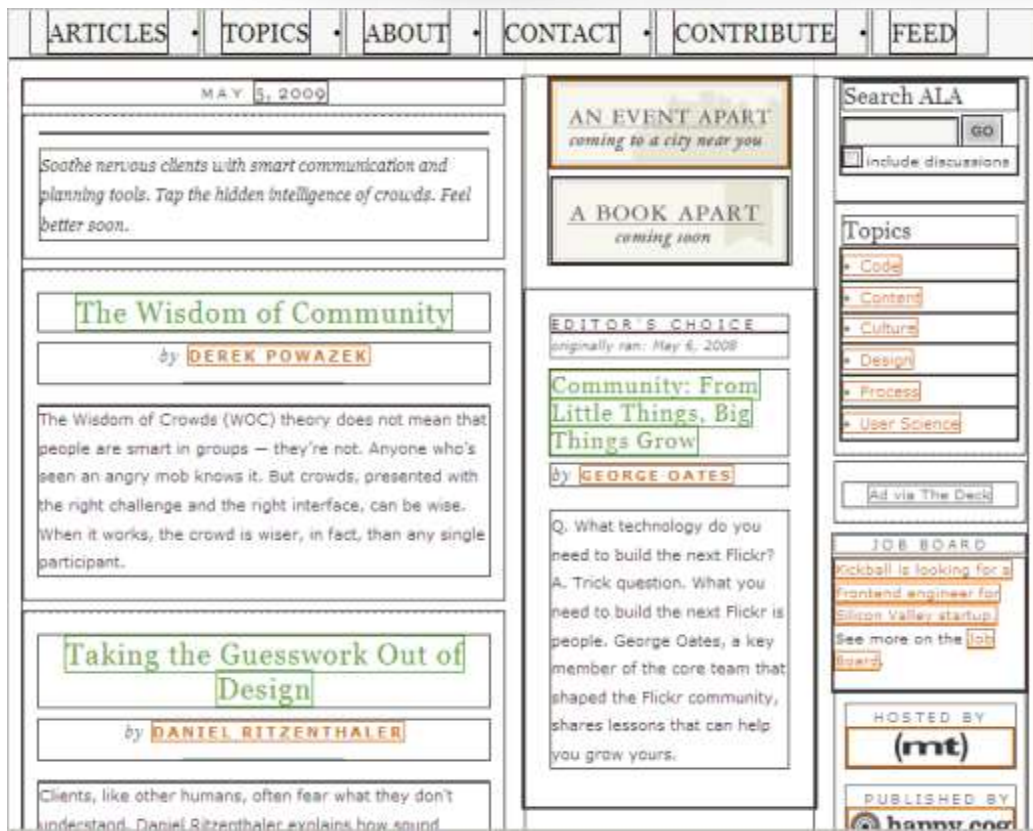 ARTICLES • TOPICS • ABOUT • CONTACT • CONTRIBUTE • FEED
MAY 5, 2009
Soothe nervous clients with smart communication and
planning tools. Tap the hidden intelligence of crowds. Feel
better soon.
The Wisdom of Community
by DEREK POWAZEK
The Wisdom of Crowds (WOC) theory does not mean that
people are smart in groups — they're not. Anyone who's
seen an angry mob knows it. But crowds, presented with
the right challenge and the right interface, can be wise.
When it works, the crowd is wiser, in fact, than any single
participant.
Taking the Guesswork Out of
Design
by DANIEL RITZENTHALER
Clients, like other humans, often fear what they don't
understand. Daniel Ritzenthaler explains how sound
AN EVENT APART
coming to a city near you
A BOOK APART
coming soon
EDITOR'S CHOICE
originally ran: May 6, 2008
Community: From
Little Things, Big
Things Grow
by GEORGE OATES
Q. What technology do you
need to build the next Flickr?
A. Trick question. What you
need to build the next Flickr is
people. George Oates, a key
member of the core team that
shaped the Flickr community,
shares lessons that can help
you grow yours.
Search ALA
GO
include discussions
Topics
• Code
• Content
• Culture
• Design
• Process
• User Science
Ad via The Deck
JOB BOARD
Kickball is looking for a
Frontend engineer for
Silicon Valley startup.
See more on the Job
Board.
HOSTED BY
(mt)
PUBLISHED BY
happy cog